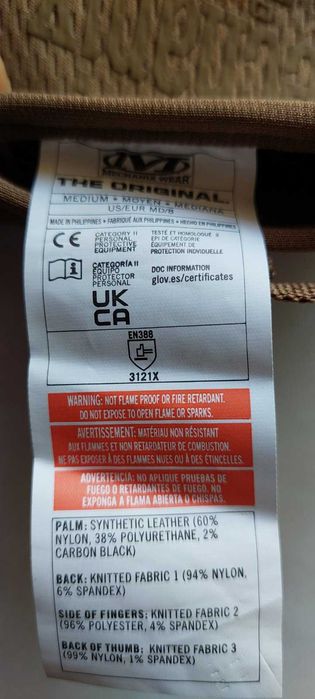 MECHANIX WEAR
THE ORIGINAL
MEDIUM • MOYEN • MEDIANA
US/EUR MD/8
MADE IN PHILIPPINES • FABRIQUÉ AUX PHILIPPINES • HECHO EN PHILIPPINES
CE
CATEGORY II
PERSONAL
PROTECTIVE
EQUIPMENT
TESTÉ ET HOMOLOGUÉ
EPI DE CATÉGORIE II
ÉQUIPEMENT DE
PROTECTION INDIVIDUELLE
CATEGORÍA II
EQUIPO
PROTECTOR
PERSONAL
DOC INFORMATION
glov.es/certificates
UK
CA
EN388
3121X
WARNING: NOT FLAME PROOF OR FIRE RETARDANT.
DO NOT EXPOSE TO OPEN FLAME OR SPARKS.
AVERTISSEMENT: MATÉRIAU NON RÉSISTANT
AUX FLAMMES ET NON RETARDATEUR DE COMBUSTION.
NE PAS EXPOSER À DES FLAMMES NUES OU À DES ÉTINCELLES.
ADVERTENCIA: NO APLIQUE PRUEBAS DE
FUEGO O RETARDANTES DE FUEGO. NO
EXPONGA A FLAMA ABIERTA O CHISPAS.
PALM: SYNTHETIC LEATHER (60%
NYLON, 38% POLYURETHANE, 2%
CARBON BLACK)
BACK: KNITTED FABRIC 1 (94% NYLON,
6% SPANDEX)
SIDE OF FINGERS: KNITTED FABRIC 2
(96% POLYESTER, 4% SPANDEX)
BACK OF THUMB: KNITTED FABRIC 3
(99% NYLON, 1% SPANDEX)